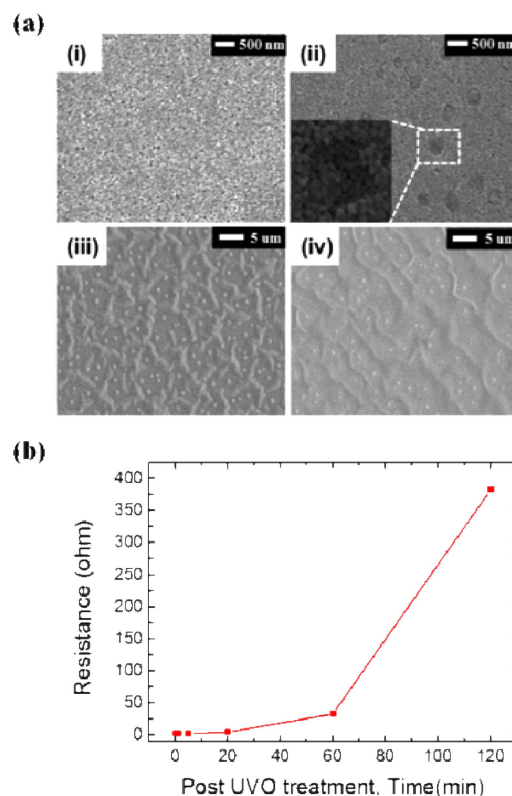 (a)
(i)
500 nm
(ii)
500 nm
(iii)
5 um
(iv)
5 um
(b)
400
350
300
250
200
150
100
50
0
Resistance (ohm)
0 20 40 60 80 100 120
Post UVO treatment, Time(min)